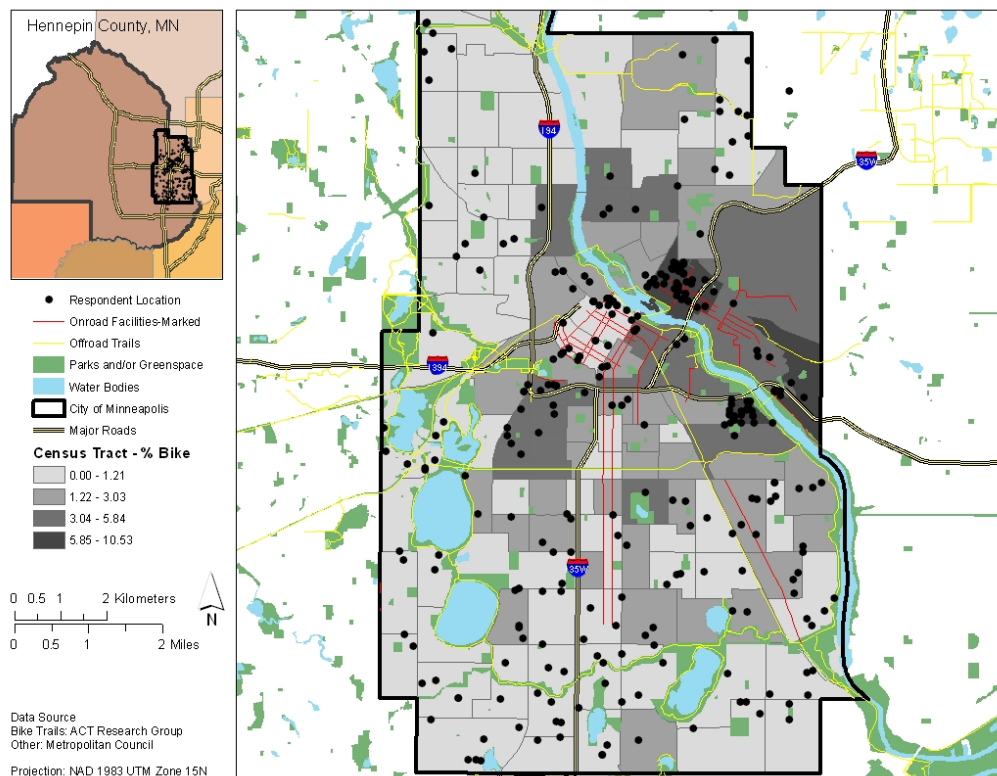 Hennepin County, MN
Respondent Location
Onroad Facilities-Marked
Offroad Trails
Parks and/or Greenspace
Water Bodies
City of Minneapolis
Major Roads
Census Tract - % Bike
0.00 - 1.21
1.22 - 3.03
3.04 - 5.84
5.85 - 10.53
0 0.5 1 2 Kilometers
0 0.5 1 2 Miles
N
Data Source
Bike Trails: ACT Research Group
Other: Metropolitan Council
Projection: NAD 1983 UTM Zone 15N
194
35W
394
35W